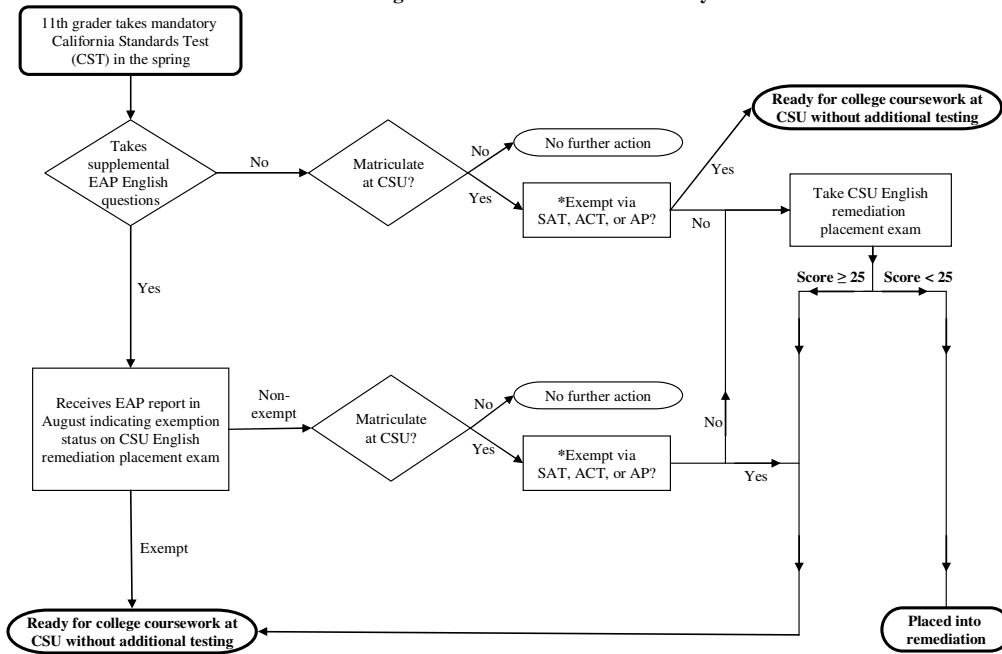 11th grader takes mandatory
California Standards Test
(CST) in the spring
Ready for college coursework at
CSU without additional testing
Takes
supplemental
EAP English
questions
No
Matriculate
at CSU?
No
No further action
Yes
*Exempt via
SAT, ACT, or AP?
Yes
No
Take CSU English
remediation
placement exam
Score ≥ 25
Score < 25
Yes
Receives EAP report in
August indicating exemption
status on CSU English
remediation placement exam
Non-
exempt
Matriculate
at CSU?
No
No further action
Yes
*Exempt via
SAT, ACT, or AP?
No
Yes
Exempt
Ready for college coursework at
CSU without additional testing
Placed into
remediation